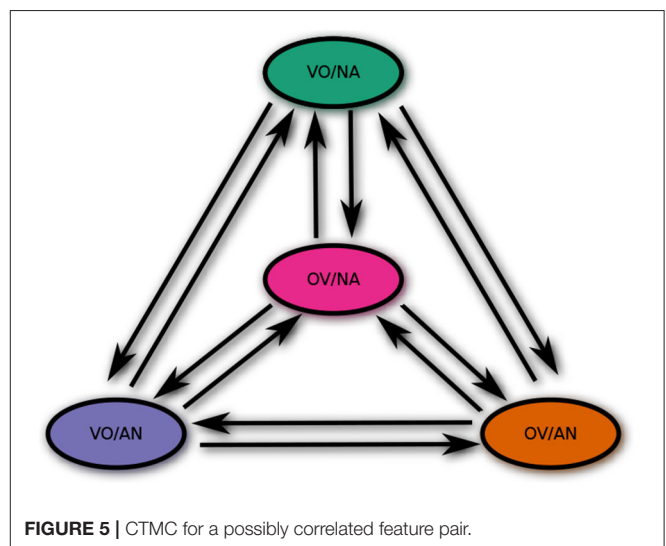 VO/NA
OV/NA
VO/AN
OV/AN
FIGURE 5 | CTMC for a possibly correlated feature pair.